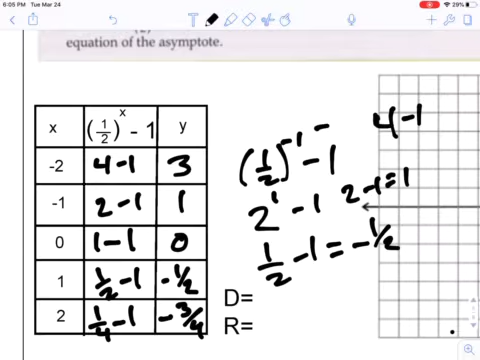 6:05 PM Tue Mar 24
29%
equation of the asymptote.
x (1/2)^x - 1 y
-2 4-1 3
-1 2-1 1
0 1-1 0
1 1/2-1 -1/2
2 1/4-1 -3/4
(1/2)^-1 - 1
2^1 - 1
1/2 - 1 = -1/2
4-1
2-1=1
D=
R=